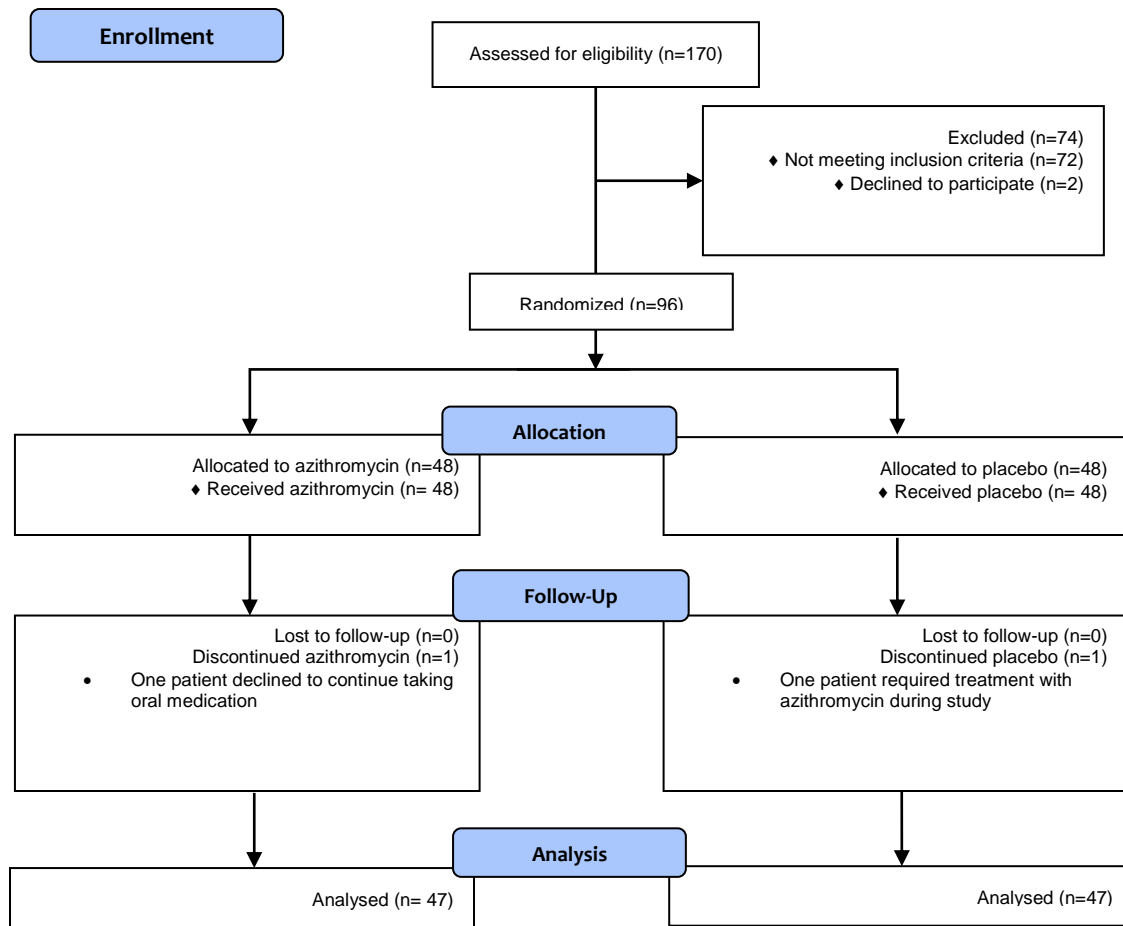 Enrollment
Assessed for eligibility (n=170)
Excluded (n=74)
♦ Not meeting inclusion criteria (n=72)
♦ Declined to participate (n=2)
Randomized (n=96)
Allocation
Allocated to azithromycin (n=48)
♦ Received azithromycin (n= 48)
Allocated to placebo (n=48)
♦ Received placebo (n= 48)
Follow-Up
Lost to follow-up (n=0)
Discontinued azithromycin (n=1)
• One patient declined to continue taking
oral medication
Lost to follow-up (n=0)
Discontinued placebo (n=1)
• One patient required treatment with
azithromycin during study
Analysis
Analysed (n= 47)
Analysed (n=47)